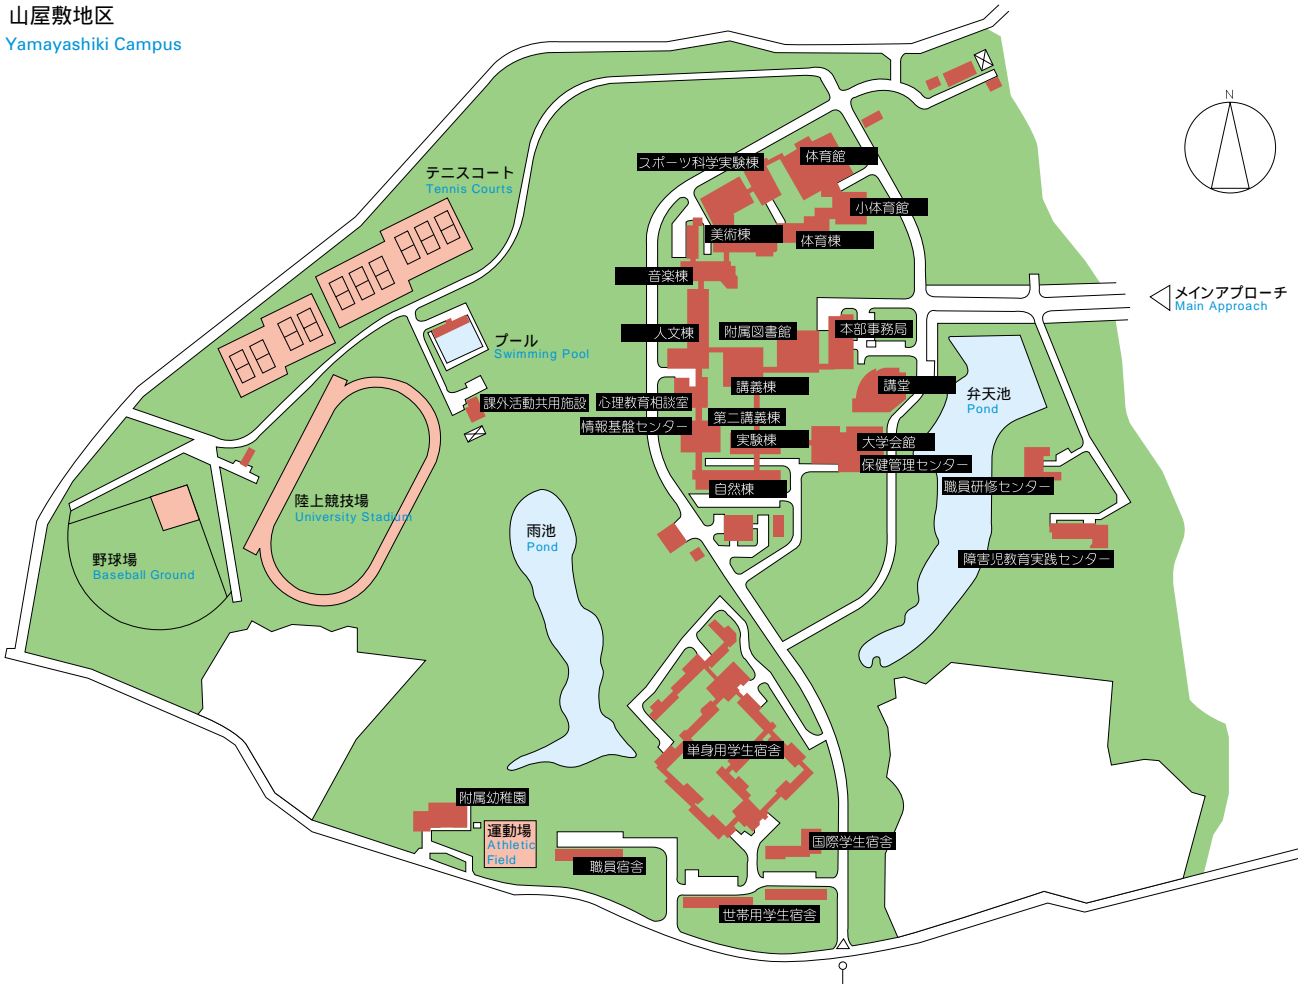 山屋敷地区
Yamayashiki Campus
N
スポーツ科学実験棟
体育館
テニスコート
Tennis Courts
小体育館
美術棟
体育棟
音楽棟
メインアプローチ
Main Approach
人文棟
附属図書館
本部事務局
プール
Swimming Pool
講義棟
講堂
弁天池
Pond
課外活動共用施設
心理教育相談室
第二講義棟
情報基盤センター
実験棟
大学会館
保健管理センター
職員研修センター
自然棟
陸上競技場
University Stadium
雨池
Pond
野球場
Baseball Ground
障害児教育実践センター
単身用学生宿舎
附属幼稚園
運動場
Athletic
Field
国際学生宿舎
職員宿舎
世帯用学生宿舎